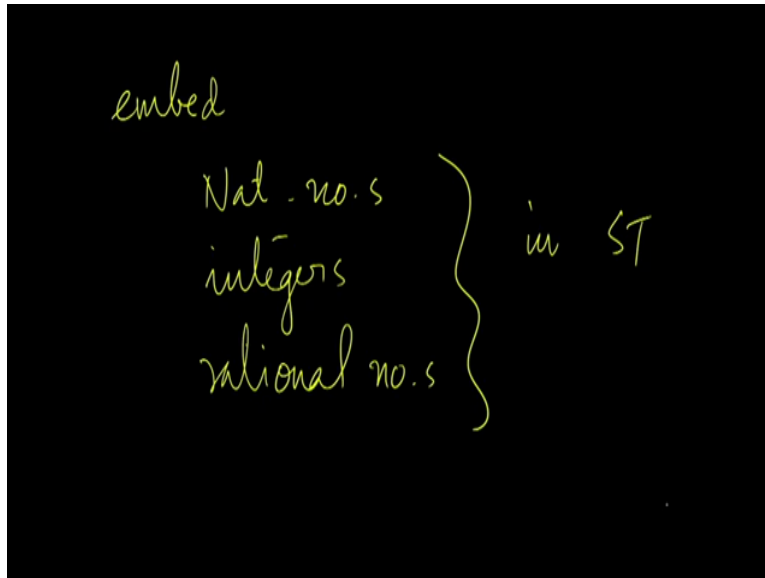 embed
Nat. no.s
integers
rational no.s
in ST